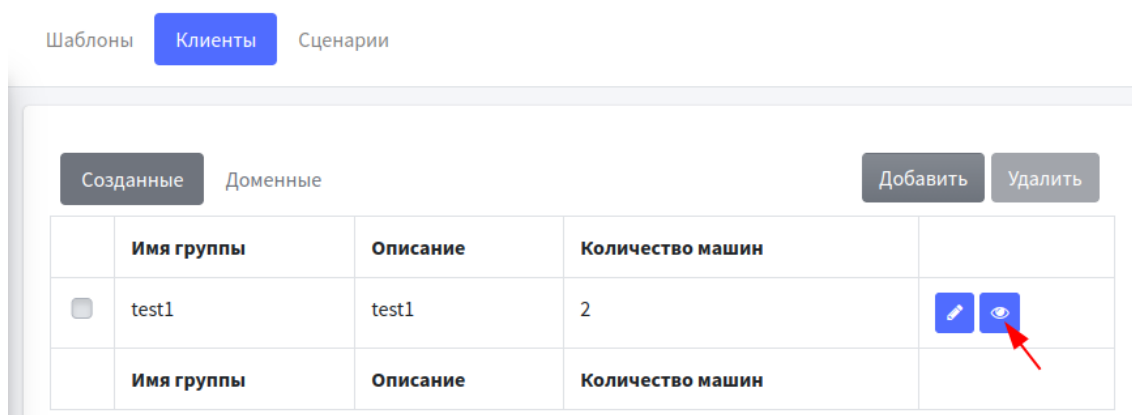 Шаблоны Клиенты Сценарии
Созданные Доменные Добавить Удалить
Имя группы Описание Количество машин
test1 test1 2
Имя группы Описание Количество машин